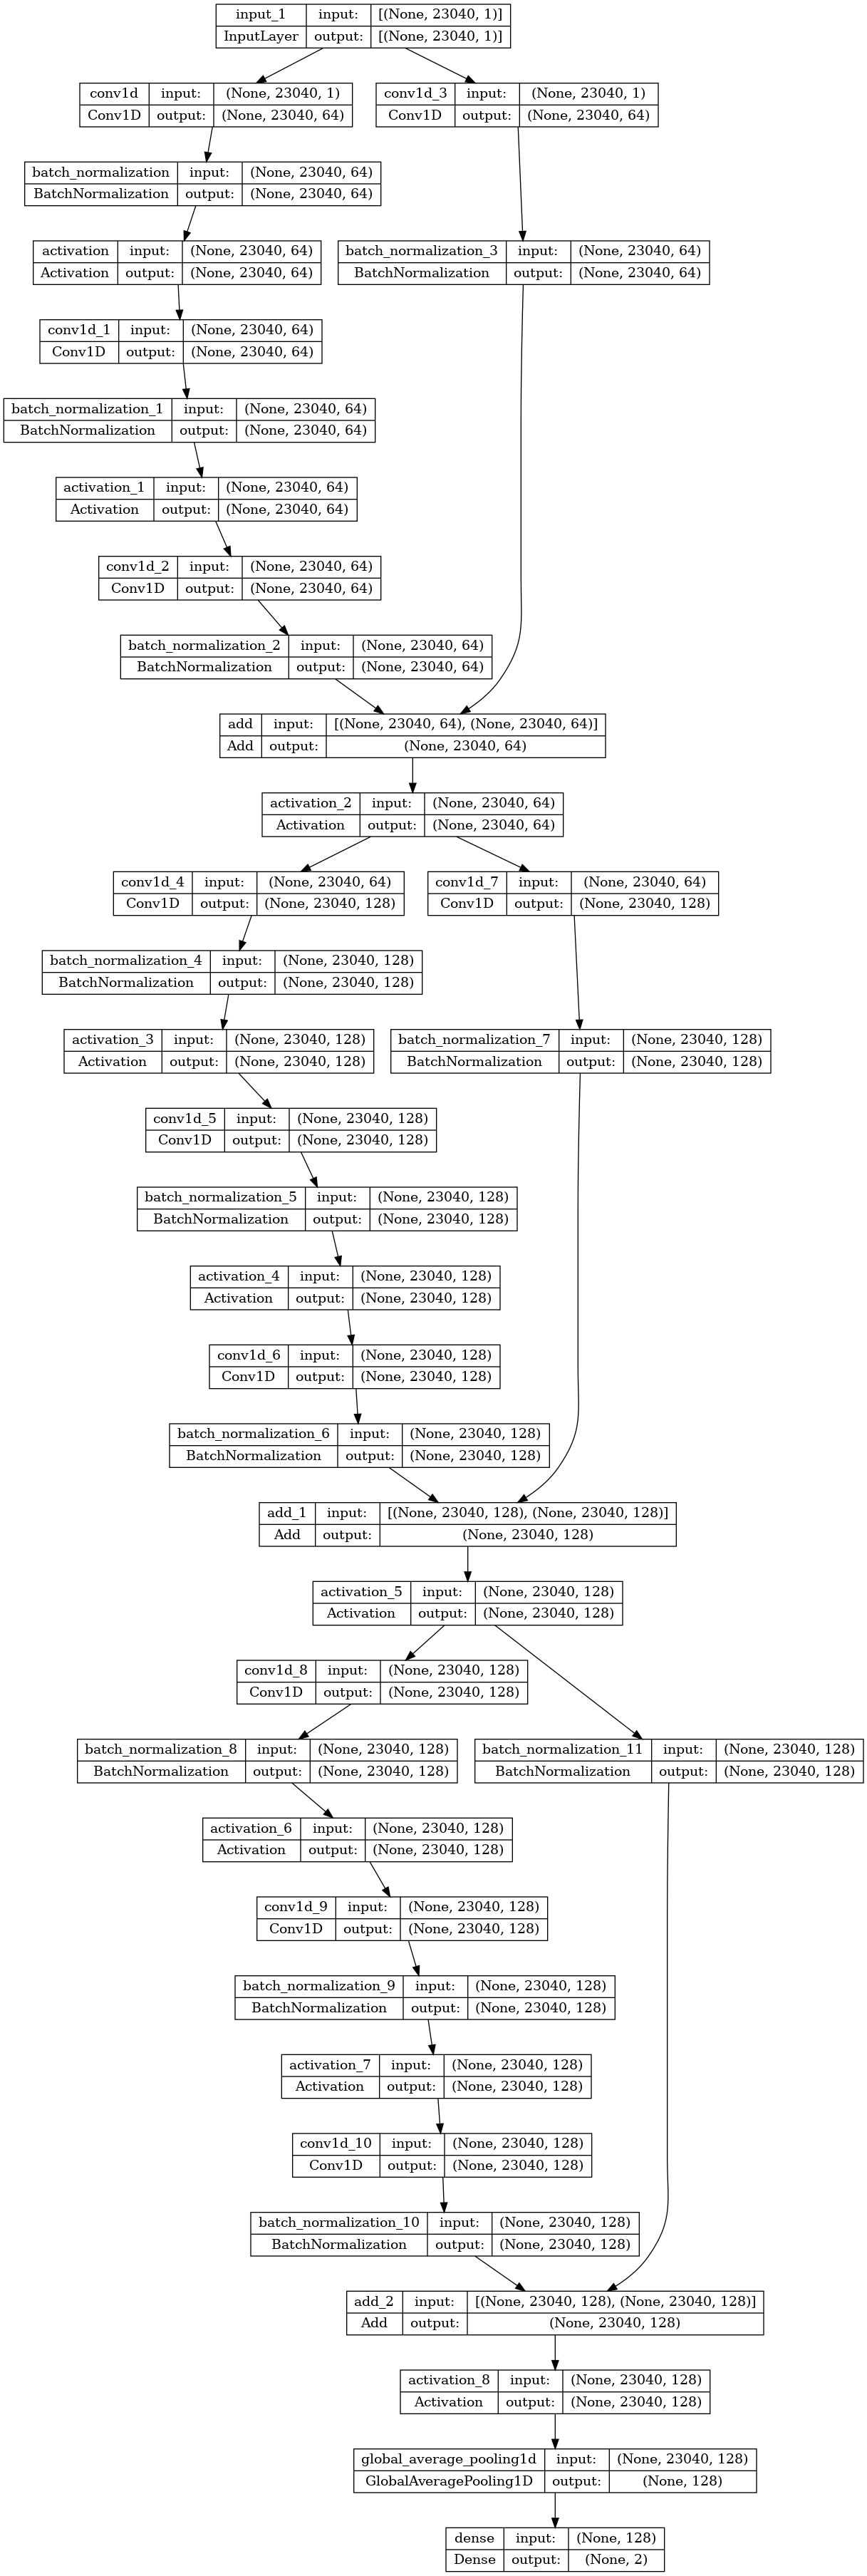 input_1 input: [(None, 23040, 1)]
InputLayer output: [(None, 23040, 1)]
conv1d input: (None, 23040, 1)
Conv1D output: (None, 23040, 64)
conv1d_3 input: (None, 23040, 1)
Conv1D output: (None, 23040, 64)
batch_normalization input: (None, 23040, 64)
BatchNormalization output: (None, 23040, 64)
activation input: (None, 23040, 64)
Activation output: (None, 23040, 64)
batch_normalization_3 input: (None, 23040, 64)
BatchNormalization output: (None, 23040, 64)
conv1d_1 input: (None, 23040, 64)
Conv1D output: (None, 23040, 64)
batch_normalization_1 input: (None, 23040, 64)
BatchNormalization output: (None, 23040, 64)
activation_1 input: (None, 23040, 64)
Activation output: (None, 23040, 64)
conv1d_2 input: (None, 23040, 64)
Conv1D output: (None, 23040, 64)
batch_normalization_2 input: (None, 23040, 64)
BatchNormalization output: (None, 23040, 64)
add input: [(None, 23040, 64), (None, 23040, 64)]
Add output: (None, 23040, 64)
activation_2 input: (None, 23040, 64)
Activation output: (None, 23040, 64)
conv1d_4 input: (None, 23040, 64)
Conv1D output: (None, 23040, 128)
conv1d_7 input: (None, 23040, 64)
Conv1D output: (None, 23040, 128)
batch_normalization_4 input: (None, 23040, 128)
BatchNormalization output: (None, 23040, 128)
activation_3 input: (None, 23040, 128)
Activation output: (None, 23040, 128)
batch_normalization_7 input: (None, 23040, 128)
BatchNormalization output: (None, 23040, 128)
conv1d_5 input: (None, 23040, 128)
Conv1D output: (None, 23040, 128)
batch_normalization_5 input: (None, 23040, 128)
BatchNormalization output: (None, 23040, 128)
activation_4 input: (None, 23040, 128)
Activation output: (None, 23040, 128)
conv1d_6 input: (None, 23040, 128)
Conv1D output: (None, 23040, 128)
batch_normalization_6 input: (None, 23040, 128)
BatchNormalization output: (None, 23040, 128)
add_1 input: [(None, 23040, 128), (None, 23040, 128)]
Add output: (None, 23040, 128)
activation_5 input: (None, 23040, 128)
Activation output: (None, 23040, 128)
conv1d_8 input: (None, 23040, 128)
Conv1D output: (None, 23040, 128)
batch_normalization_8 input: (None, 23040, 128)
BatchNormalization output: (None, 23040, 128)
batch_normalization_11 input: (None, 23040, 128)
BatchNormalization output: (None, 23040, 128)
activation_6 input: (None, 23040, 128)
Activation output: (None, 23040, 128)
conv1d_9 input: (None, 23040, 128)
Conv1D output: (None, 23040, 128)
batch_normalization_9 input: (None, 23040, 128)
BatchNormalization output: (None, 23040, 128)
activation_7 input: (None, 23040, 128)
Activation output: (None, 23040, 128)
conv1d_10 input: (None, 23040, 128)
Conv1D output: (None, 23040, 128)
batch_normalization_10 input: (None, 23040, 128)
BatchNormalization output: (None, 23040, 128)
add_2 input: [(None, 23040, 128), (None, 23040, 128)]
Add output: (None, 23040, 128)
activation_8 input: (None, 23040, 128)
Activation output: (None, 23040, 128)
global_average_pooling1d input: (None, 23040, 128)
GlobalAveragePooling1D output: (None, 128)
dense input: (None, 128)
Dense output: (None, 2)